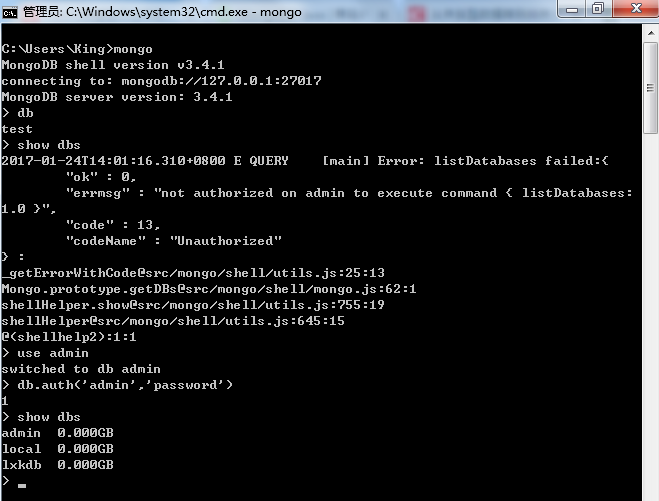 管理员: C:\Windows\system32\cmd.exe - mongo
C:\Users\King>mongo
MongoDB shell version v3.4.1
connecting to: mongodb://127.0.0.1:27017
MongoDB server version: 3.4.1
> db
test
> show dbs
2017-01-24T14:01:16.310+0800 E QUERY    [main] Error: listDatabases failed:{
        "ok" : 0,
        "errmsg" : "not authorized on admin to execute command { listDatabases:
1.0 }",
        "code" : 13,
        "codeName" : "Unauthorized"
} :
_getErrorWithCode@src/mongo/shell/utils.js:25:13
Mongo.prototype.getDBs@src/mongo/shell/mongo.js:62:1
shellHelper.show@src/mongo/shell/utils.js:755:19
shellHelper@src/mongo/shell/utils.js:645:15
@(shellhelp2):1:1
> use admin
switched to db admin
> db.auth('admin','password')
1
> show dbs
admin  0.000GB
local  0.000GB
lxkdb  0.000GB
>